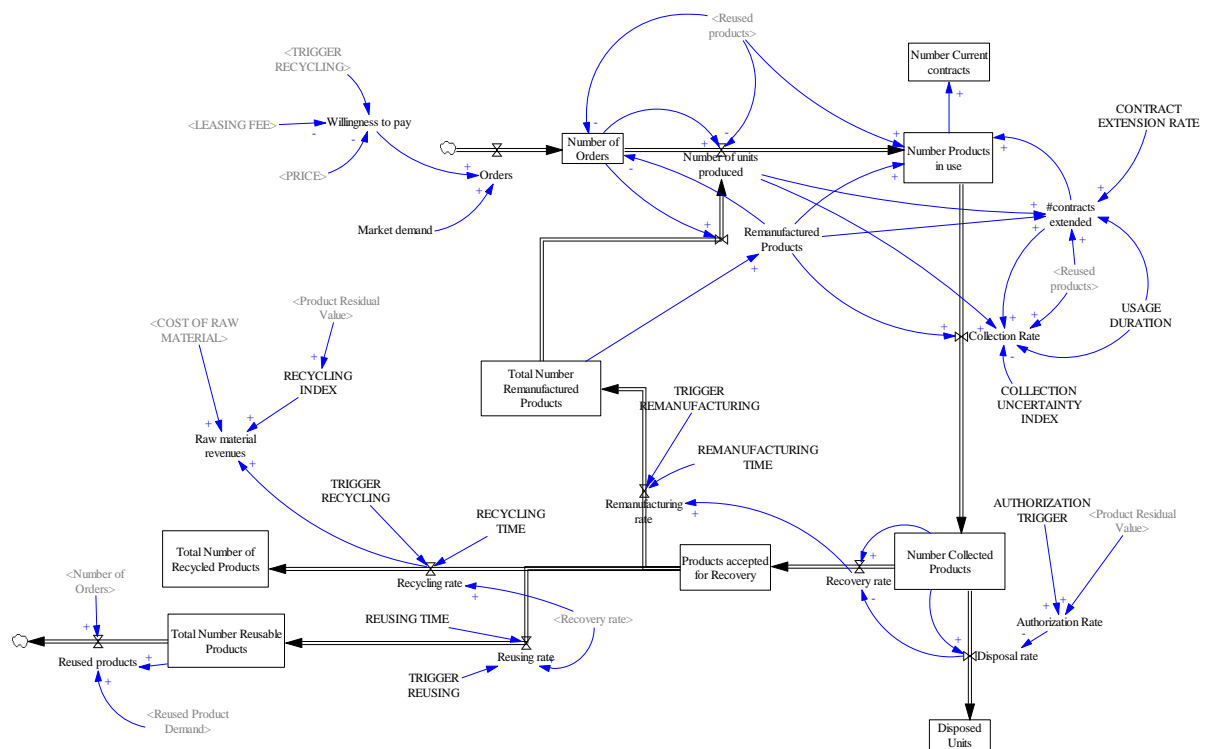 <Reused
products>
Number Current
contracts
<TRIGGER
RECYCLING>
CONTRACT
EXTENSION RATE
<LEASING FEE>
Willingness to pay
Number of
Orders
Number of units
produced
Number Products
in use
<PRICE>
Orders
Market demand
Remanufactured
Products
#contracts
extended
<Reused
products>
<Product Residual
Value>
<COST OF RAW
MATERIAL>
USAGE
DURATION
Collection Rate
RECYCLING
INDEX
Total Number
Remanufactured
Products
TRIGGER
REMANUFACTURING
COLLECTION
UNCERTAINTY
INDEX
Raw material
revenues
REMANUFACTURING
TIME
TRIGGER
RECYCLING
RECYCLING
TIME
Remanufacturing
rate
AUTHORIZATION
TRIGGER
<Product Residual
Value>
Total Number of
Recycled Products
Recycling rate
Products accepted
for Recovery
Recovery rate
Number Collected
Products
<Number of
Orders>
REUSING TIME
<Recovery rate>
Authorization Rate
Total Number Reusable
Products
Reused products
Reusing rate
Disposal rate
TRIGGER
REUSING
<Reused Product
Demand>
Disposed
Units